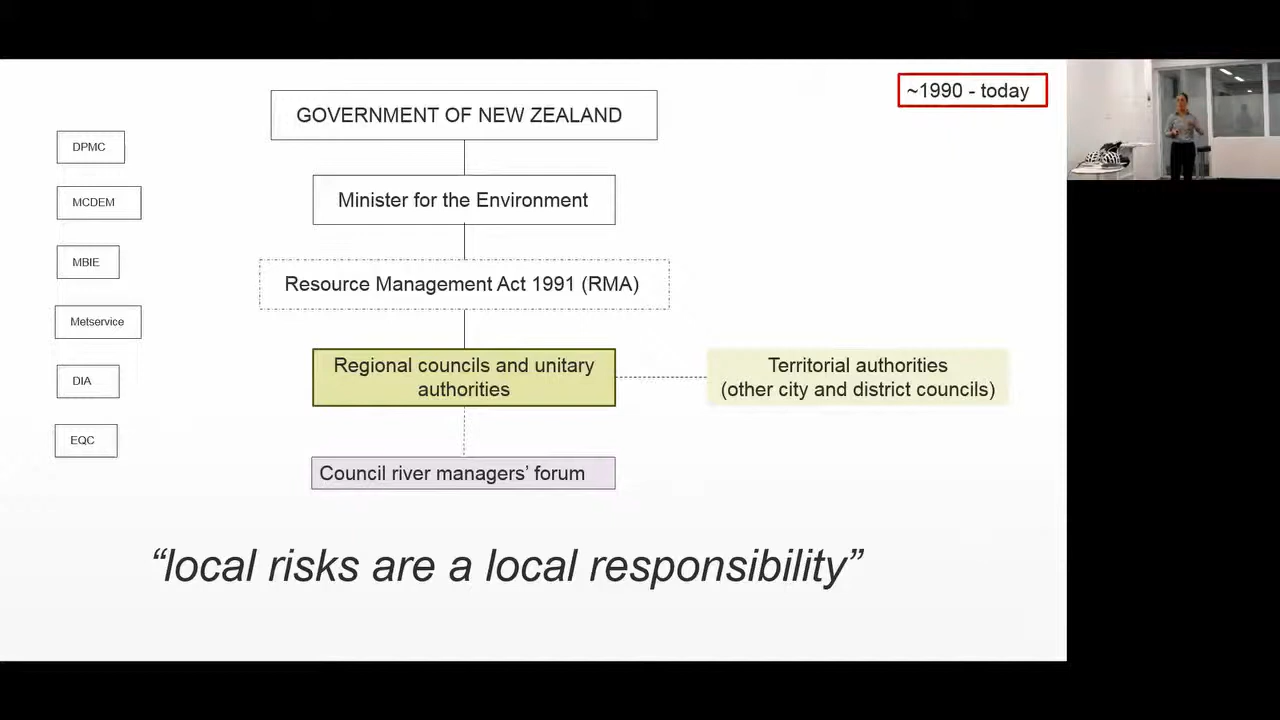 ~1990 - today
GOVERNMENT OF NEW ZEALAND
DPMC
Minister for the Environment
MCDEM
MBIE
Resource Management Act 1991 (RMA)
Metservice
Regional councils and unitary
authorities
Territorial authorities
(other city and district councils)
DIA
EQC
Council river managers’ forum
“local risks are a local responsibility”